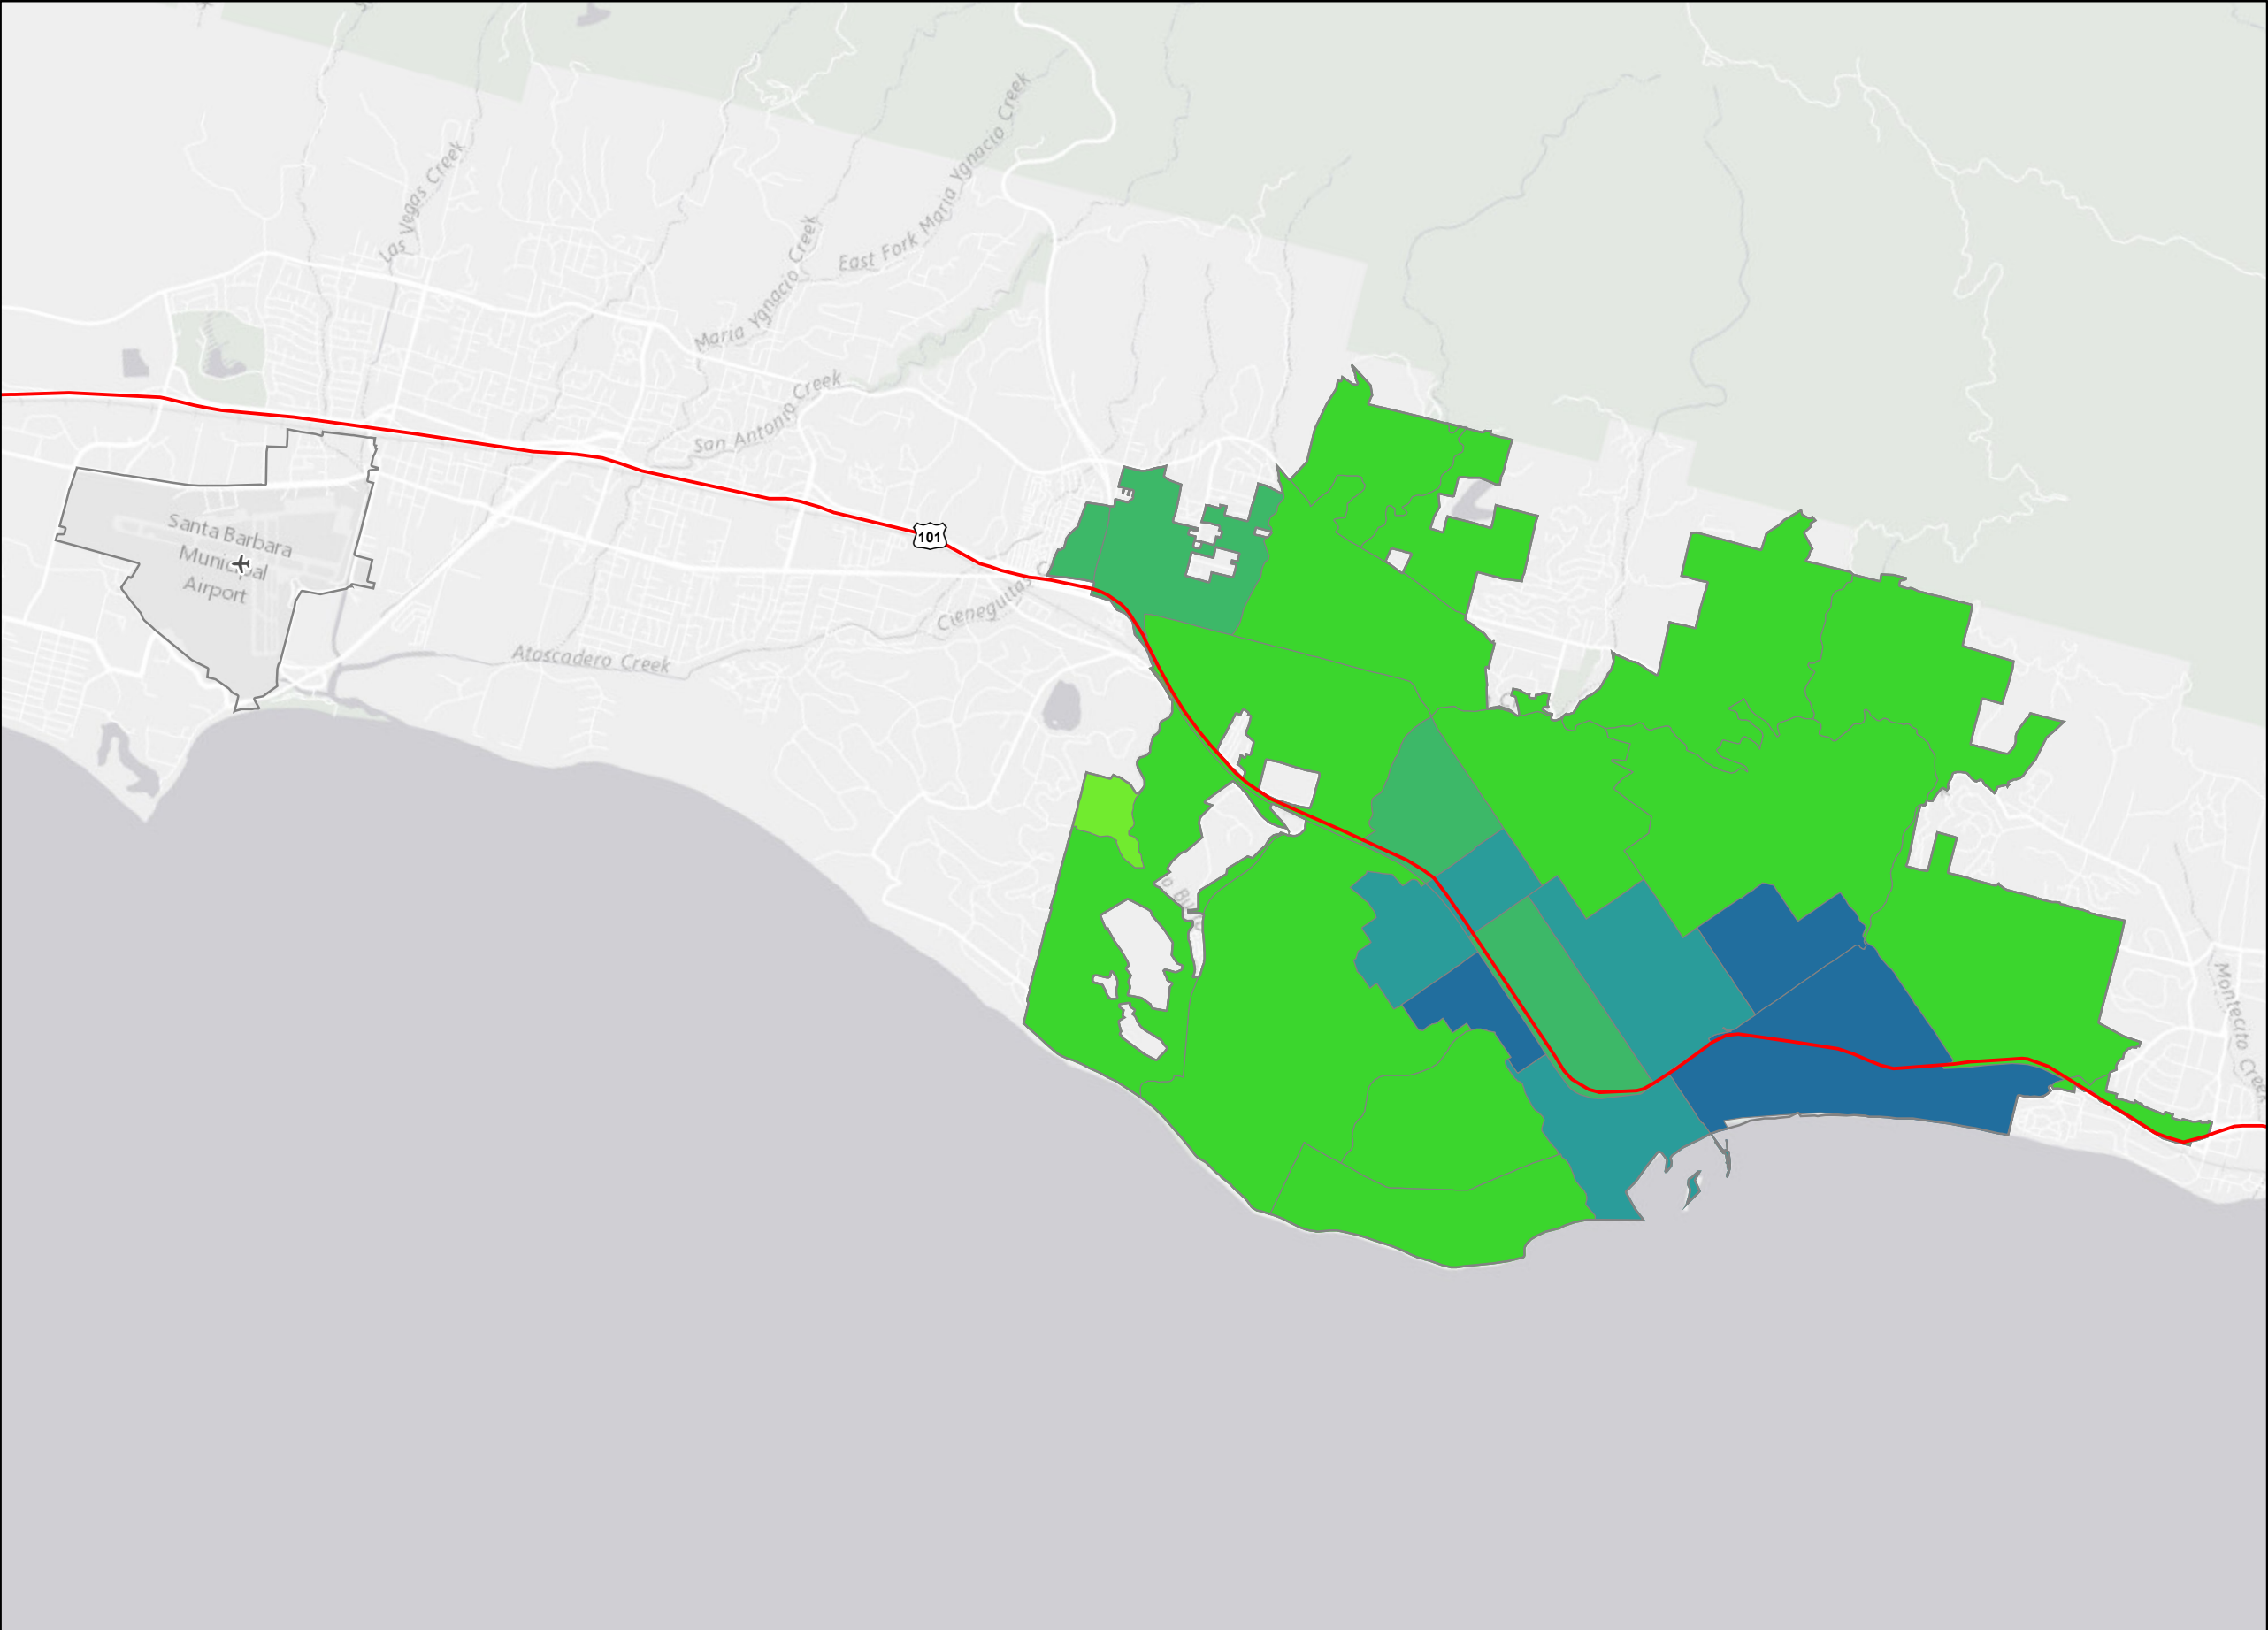 Las Vegas Creek
East Fork Maria Ygnacio Creek
Maria Ygnacio Creek
San Antonio Creek
101
Santa Barbara
Municipal
Airport
Atascadero Creek
Cieneguitas
Montecito Creek